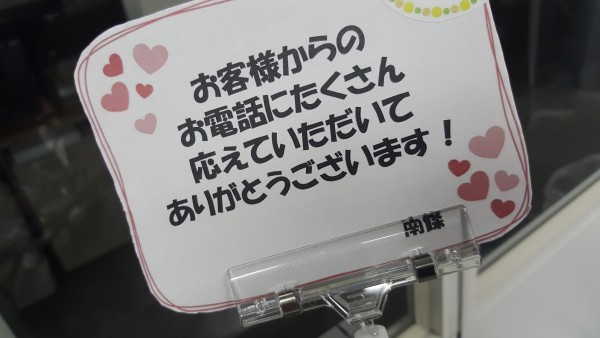 お客様からの
お電話にたくさん
応えていただいて
ありがとうございます！
南條